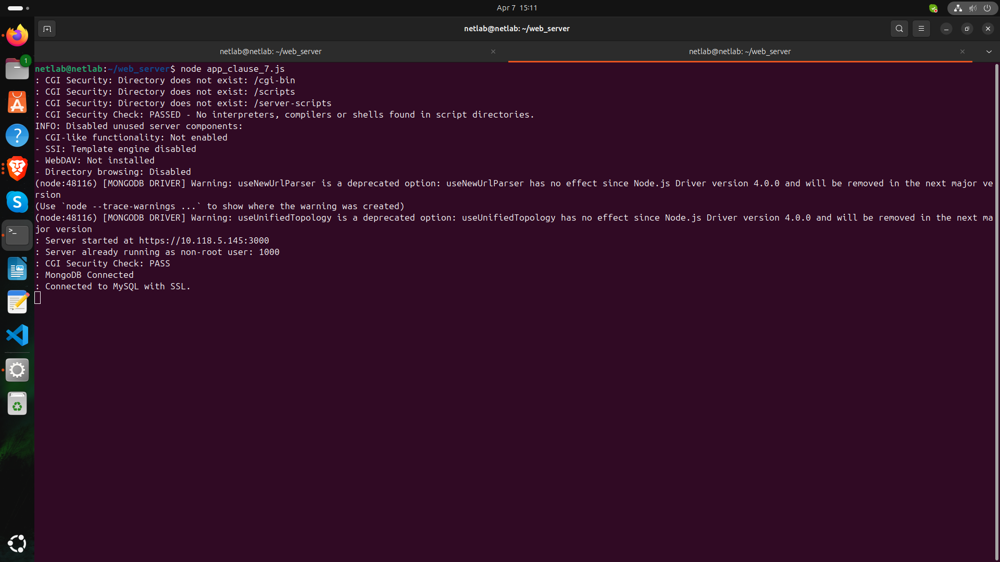 Apr 7 15:11
netlab@netlab: ~/web_server
netlab@netlab: ~/web_server
netlab@netlab: ~/web_server
1
netlab@netlab:~/web_server$ node app_clause_7.js
: CGI Security: Directory does not exist: /cgi-bin
: CGI Security: Directory does not exist: /scripts
: CGI Security: Directory does not exist: /server-scripts
: CGI Security Check: PASSED - No interpreters, compilers or shells found in script directories.
INFO: Disabled unused server components:
- CGI-like functionality: Not enabled
- SSI: Template engine disabled
- WebDAV: Not installed
- Directory browsing: Disabled
(node:48116) [MONGODB DRIVER] Warning: useNewUrlParser is a deprecated option: useNewUrlParser has no effect since Node.js Driver version 4.0.0 and will be removed in the next major ve
rsion
(Use `node --trace-warnings ...` to show where the warning was created)
(node:48116) [MONGODB DRIVER] Warning: useUnifiedTopology is a deprecated option: useUnifiedTopology has no effect since Node.js Driver version 4.0.0 and will be removed in the next ma
jor version
: Server started at https://10.118.5.145:3000
: Server already running as non-root user: 1000
: CGI Security Check: PASS
: MongoDB Connected
: Connected to MySQL with SSL.